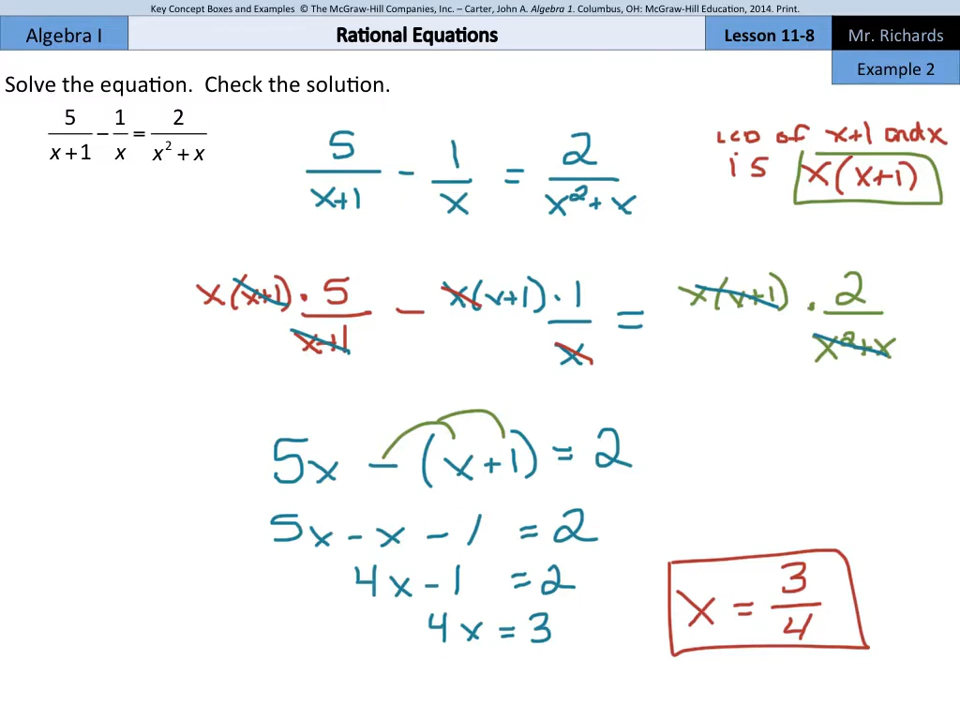 Key Concept Boxes and Examples © The McGraw-Hill Companies, Inc. – Carter, John A. Algebra 1. Columbus, OH: McGraw-Hill Education, 2014. Print.
Algebra I Rational Equations Lesson 11-8 Mr. Richards
Example 2
Solve the equation. Check the solution.
5/(x+1) − 1/x = 2/(x² + x)
5/(x+1) - 1/x = 2/(x² + x)
LCD of x+1 and x
is x(x+1)
x(x+1) · 5/(x+1) - x(x+1) · 1/x = x(x+1) · 2/(x²+x)
5x - (x+1) = 2
5x - x - 1 = 2
4x - 1 = 2
4x = 3
x = 3/4